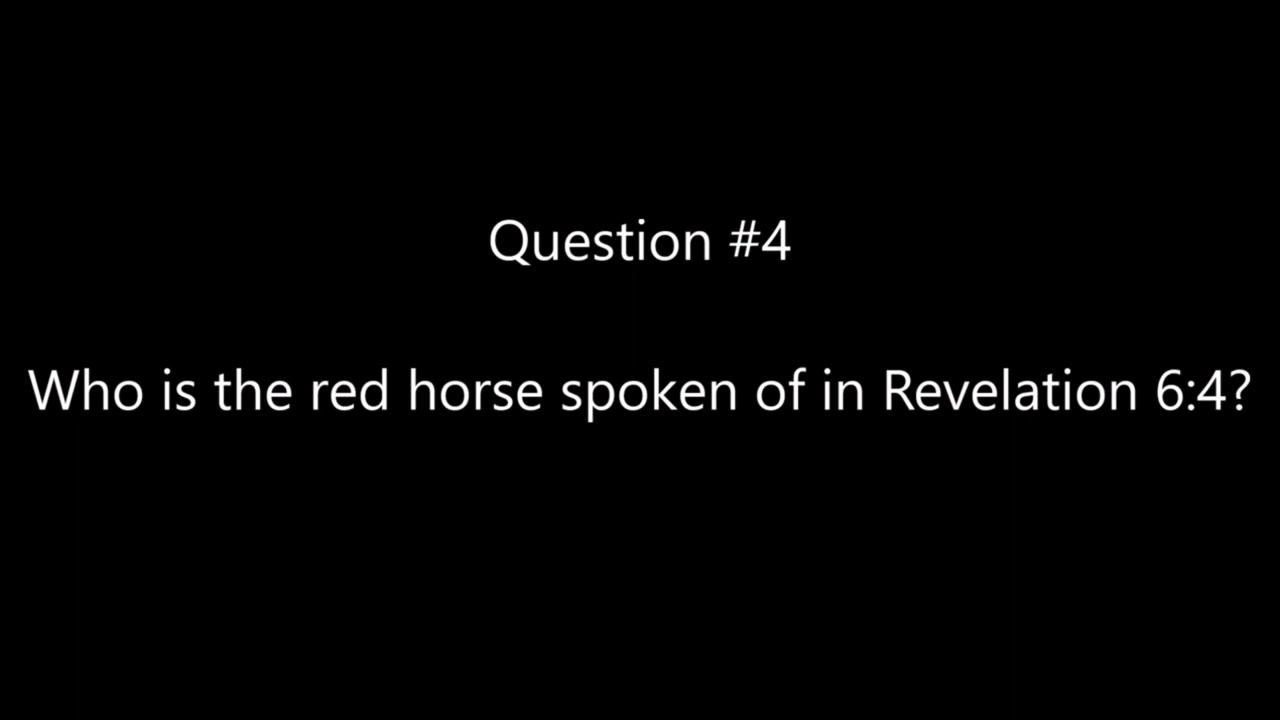 Question #4
Who is the red horse spoken of in Revelation 6:4?